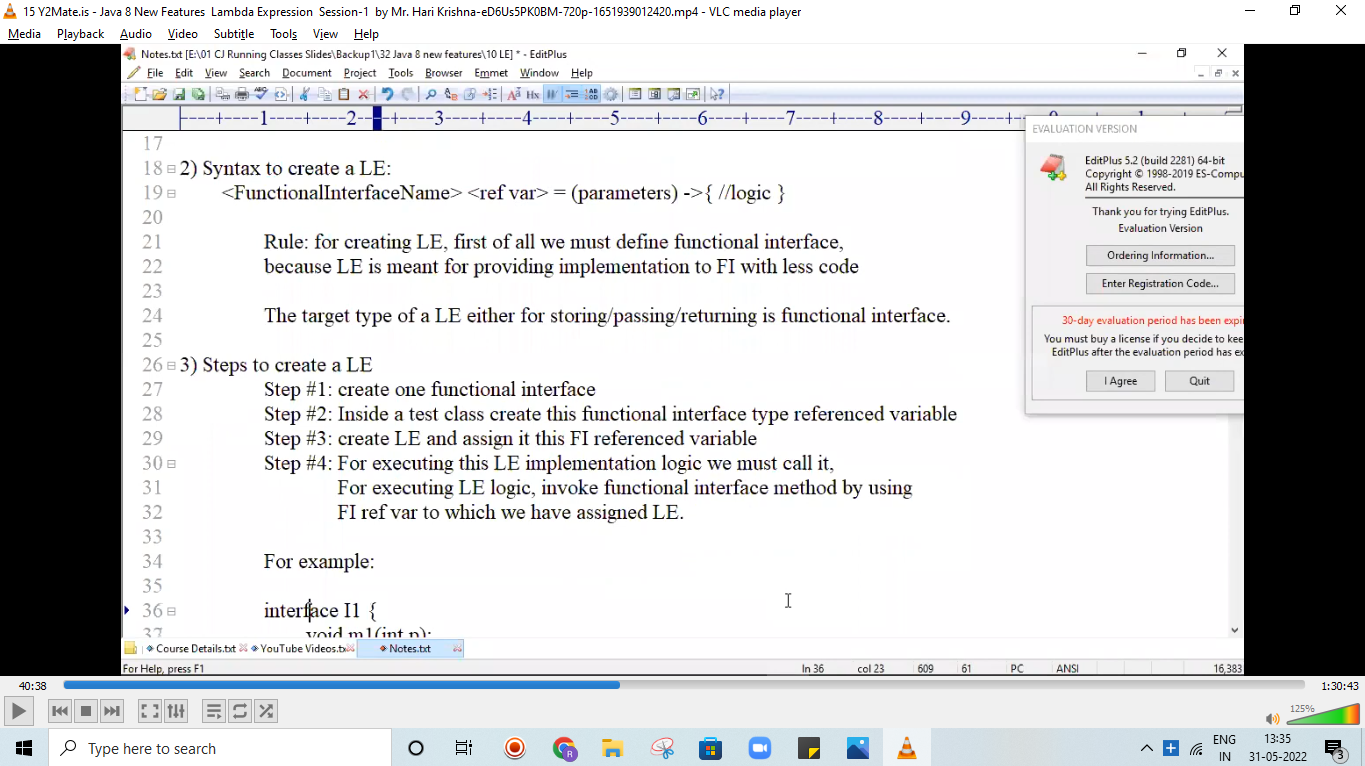 15 Y2Mate.is - Java 8 New Features  Lambda Expression  Session-1  by Mr. Hari Krishna-eD6Us5PK0BM-720p-1651939012420.mp4 - VLC media player
Media Playback Audio Video Subtitle Tools View Help
Notes.txt [E:\01 CJ Running Classes Slides\Backup1\32 Java 8 new features\10 LE] * - EditPlus
File Edit View Search Document Project Tools Browser Emmet Window Help
EVALUATION VERSION
EditPlus 5.2 (build 2281) 64-bit
Copyright © 1998-2019 ES-Compu
All Rights Reserved.
Thank you for trying EditPlus.
Evaluation Version
Ordering Information...
Enter Registration Code...
30-day evaluation period has been expi
You must buy a license if you decide to kee
EditPlus after the evaluation period has ex
I Agree Quit
17
18 2) Syntax to create a LE:
19 <FunctionalInterfaceName> <ref var> = (parameters) ->{ //logic }
20
21 Rule: for creating LE, first of all we must define functional interface,
22 because LE is meant for providing implementation to FI with less code
23
24 The target type of a LE either for storing/passing/returning is functional interface.
25
26 3) Steps to create a LE
27 Step #1: create one functional interface
28 Step #2: Inside a test class create this functional interface type referenced variable
29 Step #3: create LE and assign it this FI referenced variable
30 Step #4: For executing this LE implementation logic we must call it,
31 For executing LE logic, invoke functional interface method by using
32 FI ref var to which we have assigned LE.
33
34 For example:
35
36 interface I1 {
37 void m1(int p);
Course Details.txt YouTube Videos.tx Notes.txt
For Help, press F1 ln 36 col 23 609 61 PC ANSI 16,383
40:38 1:30:43
125%
Type here to search
ENG 13:35
IN 31-05-2022 3